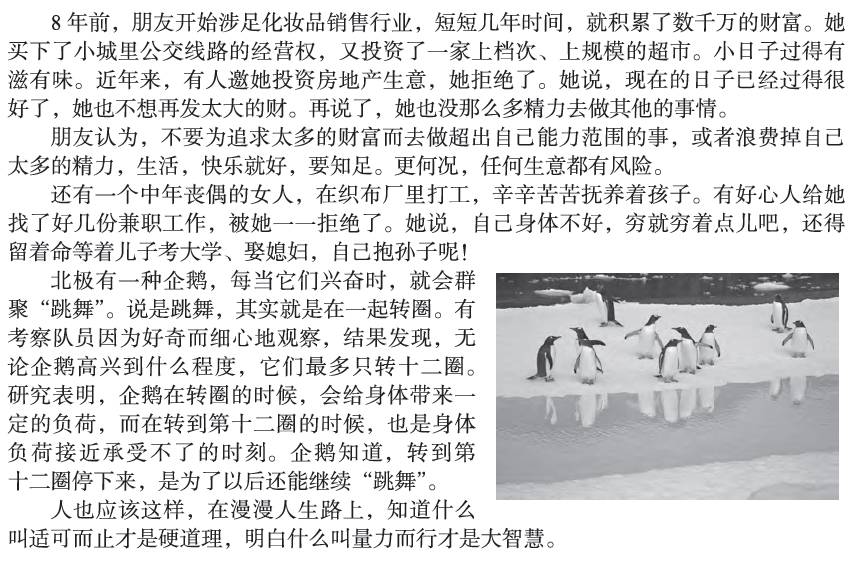 8 年前，朋友开始涉足化妆品销售行业，短短几年时间，就积累了数千万的财富。她
买下了小城里公交线路的经营权，又投资了一家上档次、上规模的超市。小日子过得有
滋有味。近年来，有人邀她投资房地产生意，她拒绝了。她说，现在的日子已经过得很
好了，她也不想再发太大的财。再说了，她也没那么多精力去做其他的事情。
朋友认为，不要为追求太多的财富而去做超出自己能力范围的事，或者浪费掉自己
太多的精力，生活，快乐就好，要知足。更何况，任何生意都有风险。
还有一个中年丧偶的女人，在织布厂里打工，辛辛苦苦抚养着孩子。有好心人给她
找了好几份兼职工作，被她一一拒绝了。她说，自己身体不好，穷就穷着点儿吧，还得
留着命等着儿子考大学、娶媳妇，自己抱孙子呢！
北极有一种企鹅，每当它们兴奋时，就会群
聚“跳舞”。说是跳舞，其实就是在一起转圈。有
考察队员因为好奇而细心地观察，结果发现，无
论企鹅高兴到什么程度，它们最多只转十二圈。
研究表明，企鹅在转圈的时候，会给身体带来一
定的负荷，而在转到第十二圈的时候，也是身体
负荷接近承受不了的时刻。企鹅知道，转到第
十二圈停下来，是为了以后还能继续“跳舞”。
人也应该这样，在漫漫人生路上，知道什么
叫适可而止才是硬道理，明白什么叫量力而行才是大智慧。